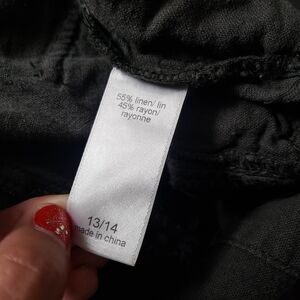 55% linen/ lin
45% rayon/
rayonne
13/14
made in china